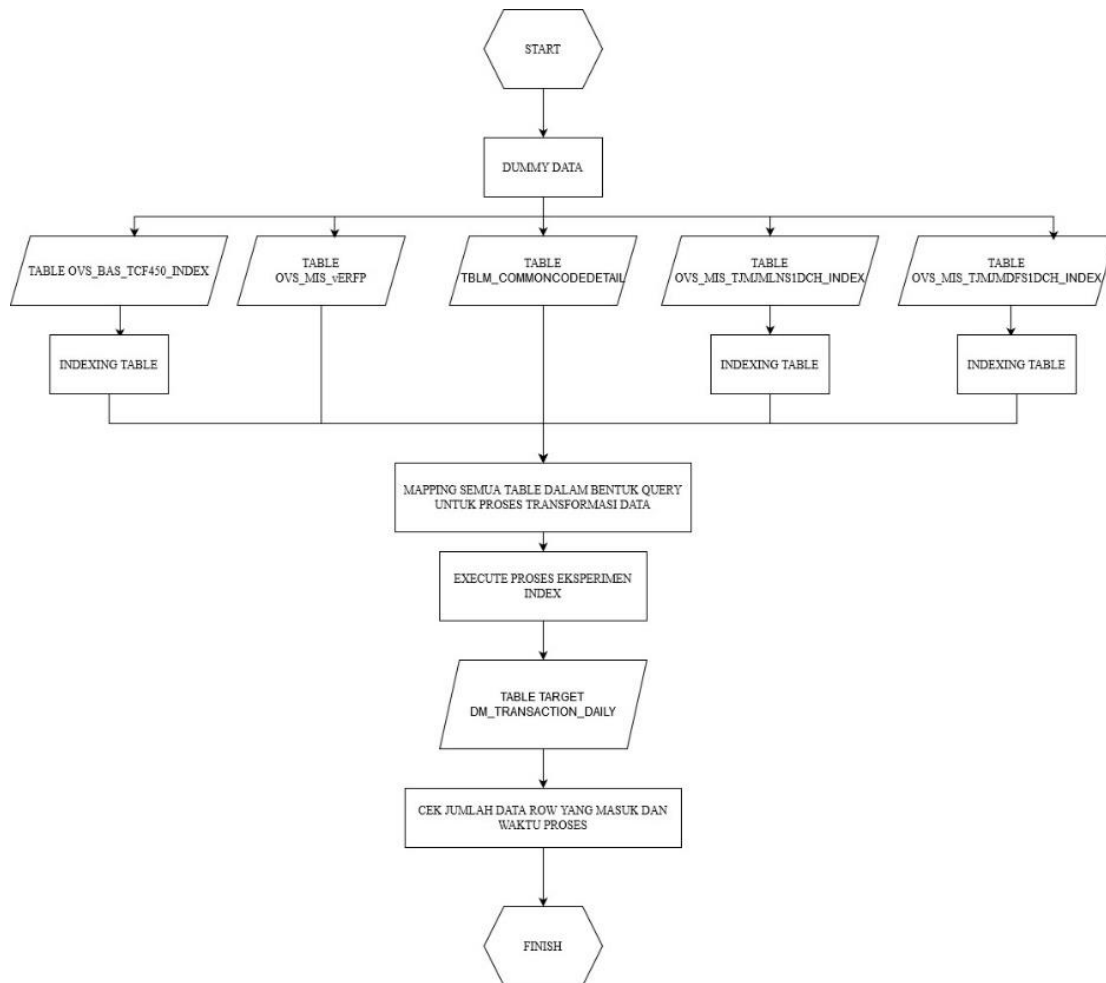 START
DUMMY DATA
TABLE OVS_BAS_TCF450_INDEX
TABLE
OVS_MIS_vERFP
TABLE
TBLM_COMMONCODEDETAIL
TABLE
OVS_MIS_TJMJMLNS1DCH_INDEX
TABLE
OVS_MIS_TJMJMDFS1DCH_INDEX
INDEXING TABLE
INDEXING TABLE
INDEXING TABLE
MAPPING SEMUA TABLE DALAM BENTUK QUERY
UNTUK PROSES TRANSFORMASI DATA
EXECUTE PROSES EKSPERIMEN
INDEX
TABLE TARGET
DM_TRANSACTION_DAILY
CEK JUMLAH DATA ROW YANG MASUK DAN
WAKTU PROSES
FINISH